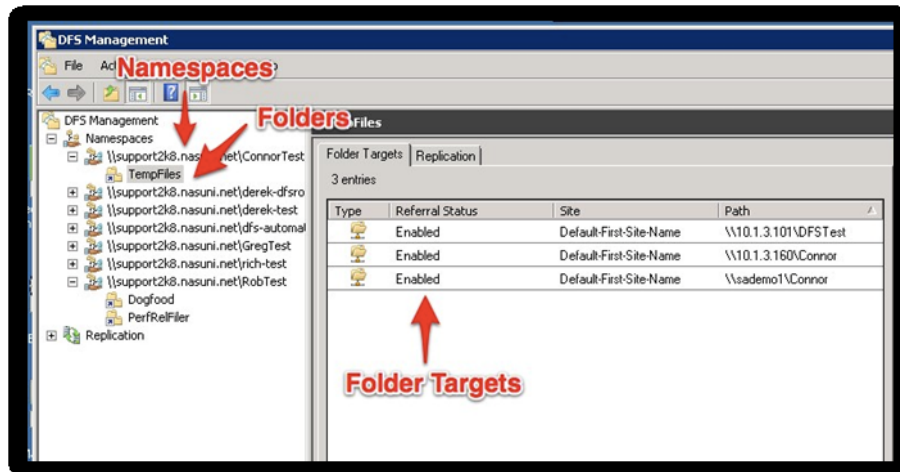 DFS Management
File
Namespaces
DFS Management
Folders
Files
Namespaces
\\support2k8.nasuni.net\ConnorTest
Folder Targets
Replication
TempFiles
3 entries
\\support2k8.nasuni.net\derek-dfsro
\\support2k8.nasuni.net\derek-test
Type Referral Status Site Path
\\support2k8.nasuni.net\dfs-automal
Enabled Default-First-Site-Name \\10.1.3.101\DFSTest
\\support2k8.nasuni.net\GregTest
Enabled Default-First-Site-Name \\10.1.3.160\Connor
\\support2k8.nasuni.net\rich-test
Enabled Default-First-Site-Name \\sademo1\Connor
\\support2k8.nasuni.net\RobTest
Dogfood
PerfRelFiler
Replication
Folder Targets